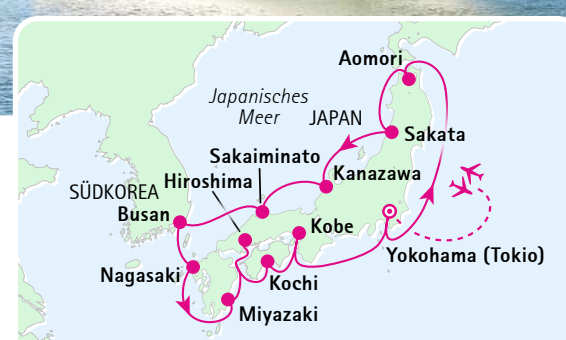 Aomori
Japanisches
Meer
JAPAN
Sakata
Sakaiminato
Kanazawa
SÜDKOREA
Hiroshima
Busan
Kobe
Yokohama (Tokio)
Nagasaki
Kochi
Miyazaki